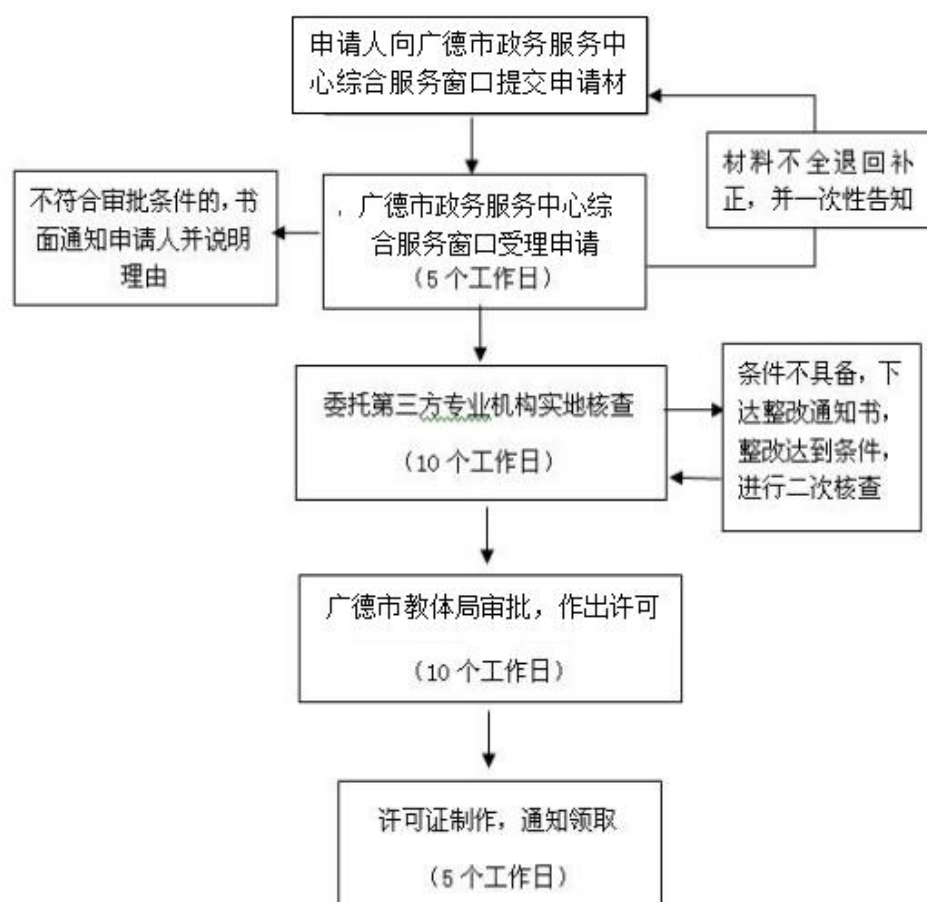 申请人向广德市政务服务中
心综合服务窗口提交申请材
材料不全退回补
正，并一次性告知
不符合审批条件的，书
面通知申请人并说明
理由
．广德市政务服务中心综
合服务窗口受理申请
（5 个工作日）
委托第三方专业机构实地核查
（10 个工作日）
条件不具备，下
达整改通知书，
整改达到条件，
进行二次核查
广德市教体局审批，作出许可
（10 个工作日）
许可证制作，通知领取
（5 个工作日）